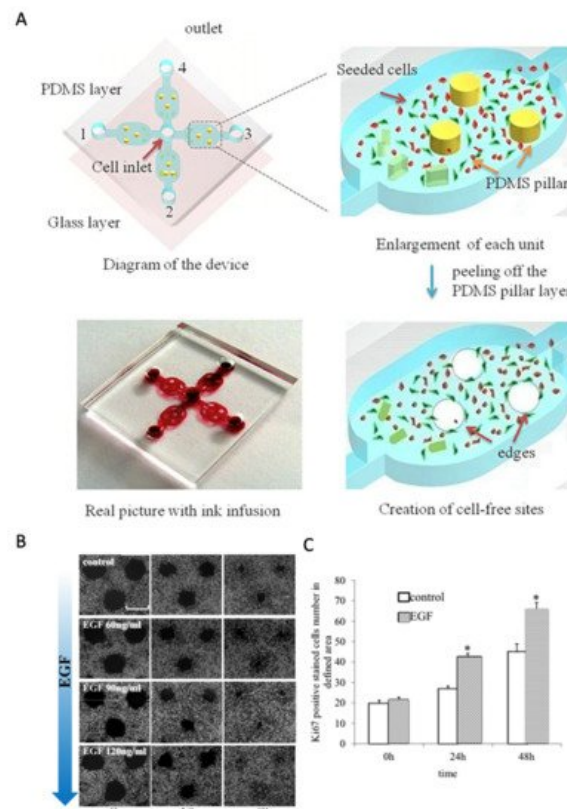 A
outlet
4
PDMS layer
1
3
Cell inlet
2
Glass layer
Diagram of the device
Seeded cells
PDMS pillar
Enlargement of each unit
peeling off the
PDMS pillar layer
Real picture with ink infusion
edges
Creation of cell-free sites
B
EGF
control
EGF 60ng/ml
EGF 90ng/ml
EGF 120ng/ml
C
Ki67 positive stained cells number in
defined area
80
70
60
50
40
30
20
10
0
control
EGF
*
*
0h
24h
48h
time